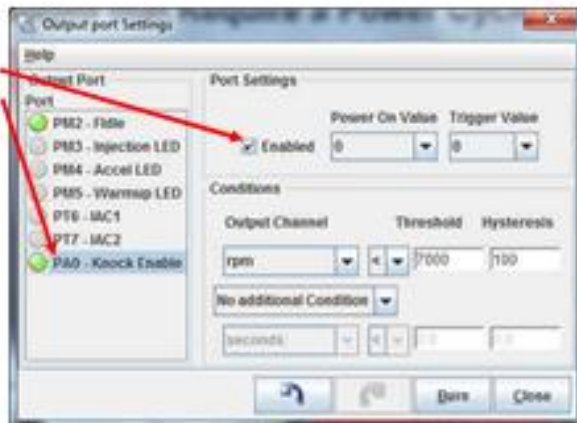 Output port Settings
Help
Output Port
Port
PM2 - FIdle
PM3 - Injection LED
PM4 - Accel LED
PM5 - Warmup LED
PT6 - IAC1
PT7 - IAC2
PA0 - Knock Enable
Port Settings
Power On Value Trigger Value
Enabled 0 0
Conditions
Output Channel Threshold Hysteresis
rpm < 7000 100
No additional Condition
seconds <
Burn Close